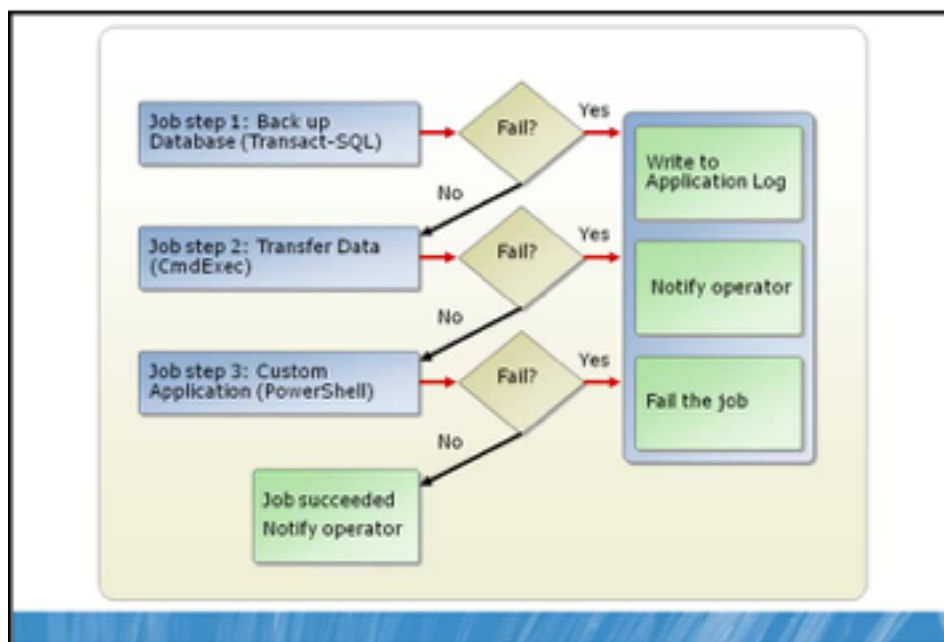 Job step 1: Back up
Database (Transact-SQL)
Fail?
Yes
Write to
Application Log
No
Job step 2: Transfer Data
(CmdExec)
Fail?
Yes
Notify operator
No
Job step 3: Custom
Application (PowerShell)
Fail?
Yes
Fail the job
No
Job succeeded
Notify operator